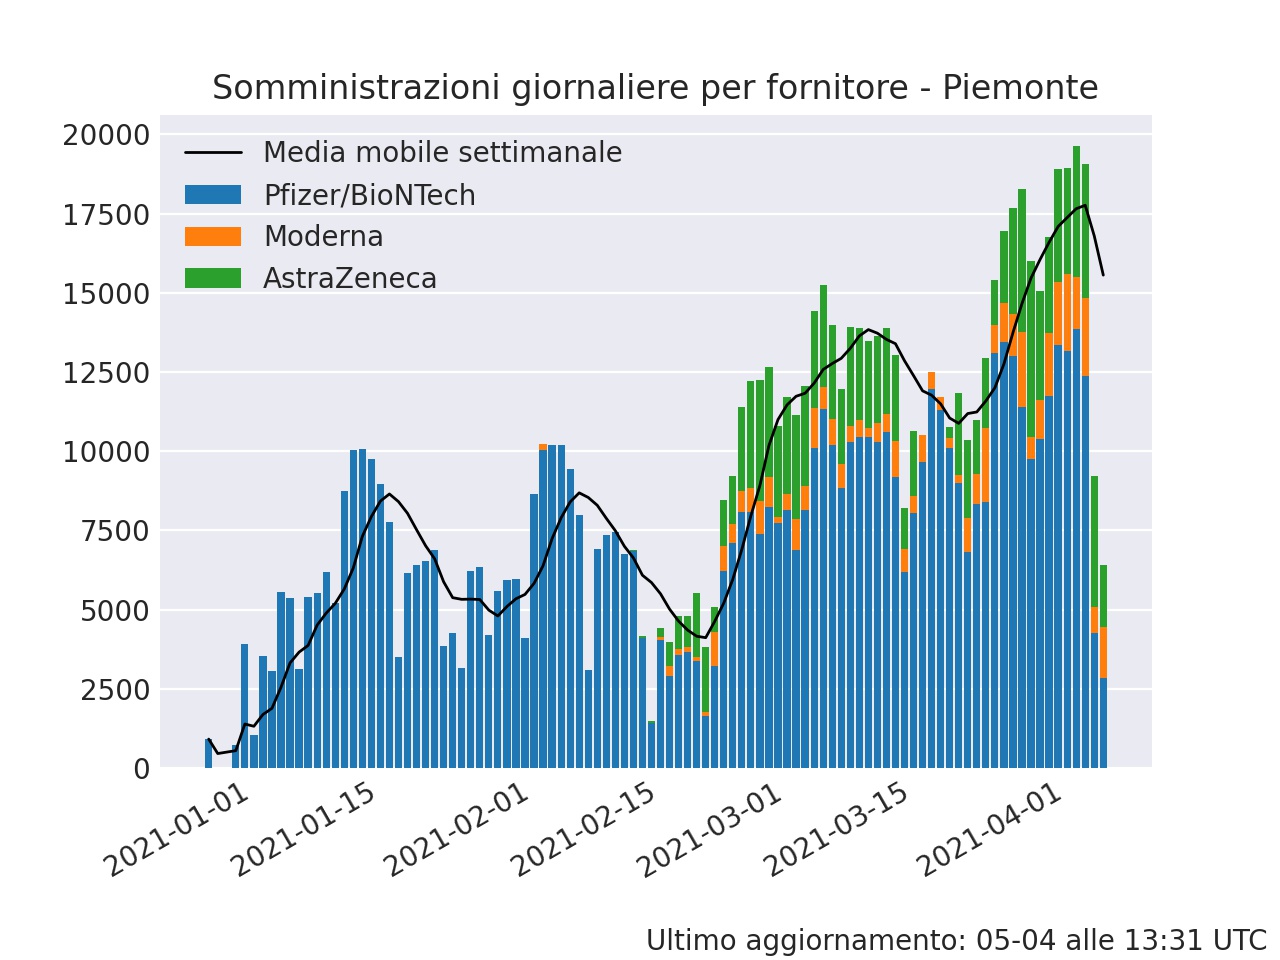 Somministrazioni giornaliere per fornitore - Piemonte
20000
17500
15000
12500
10000
7500
5000
2500
0
Media mobile settimanale
Pfizer/BioNTech
Moderna
AstraZeneca
2021-01-01
2021-01-15
2021-02-01
2021-02-15
2021-03-01
2021-03-15
2021-04-01
Ultimo aggiornamento: 05-04 alle 13:31 UTC